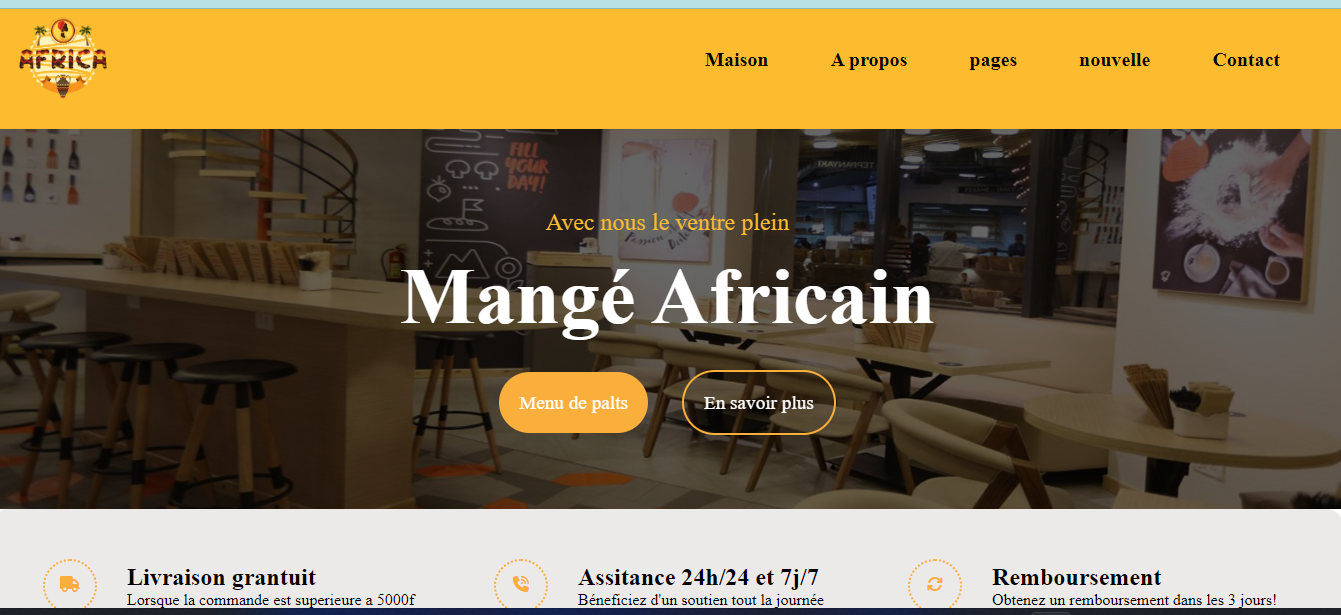 AFRICA
Maison A propos pages nouvelle Contact
FILL
YOUR
DAY!
TEPPANYAKI
Avec nous le ventre plein
Mangé Africain
Menu de palts En savoir plus
Livraison grantuit Assitance 24h/24 et 7j/7 Remboursement
Lorsque la commande est superieure a 5000f Béneficiez d'un soutien tout la journée Obtenez un remboursement dans les 3 jours!